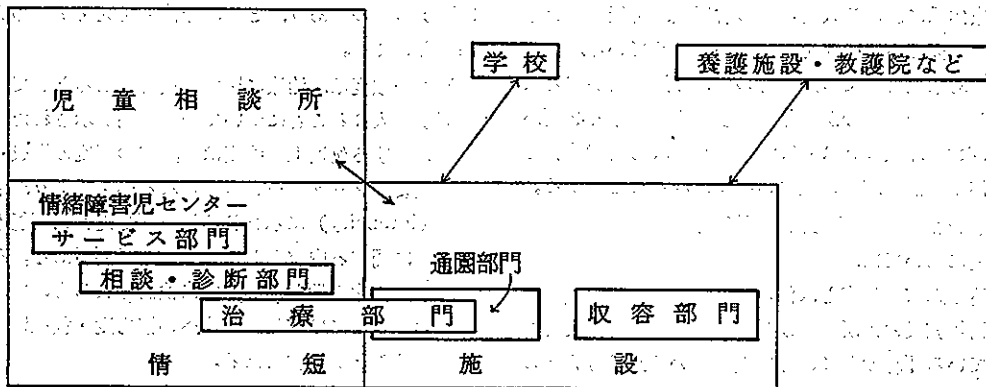 学校
養護施設・教護院など
児童相談所
情緒障害児センター
サービス部門
相談・診断部門
通園部門
治療部門
収容部門
情短施設